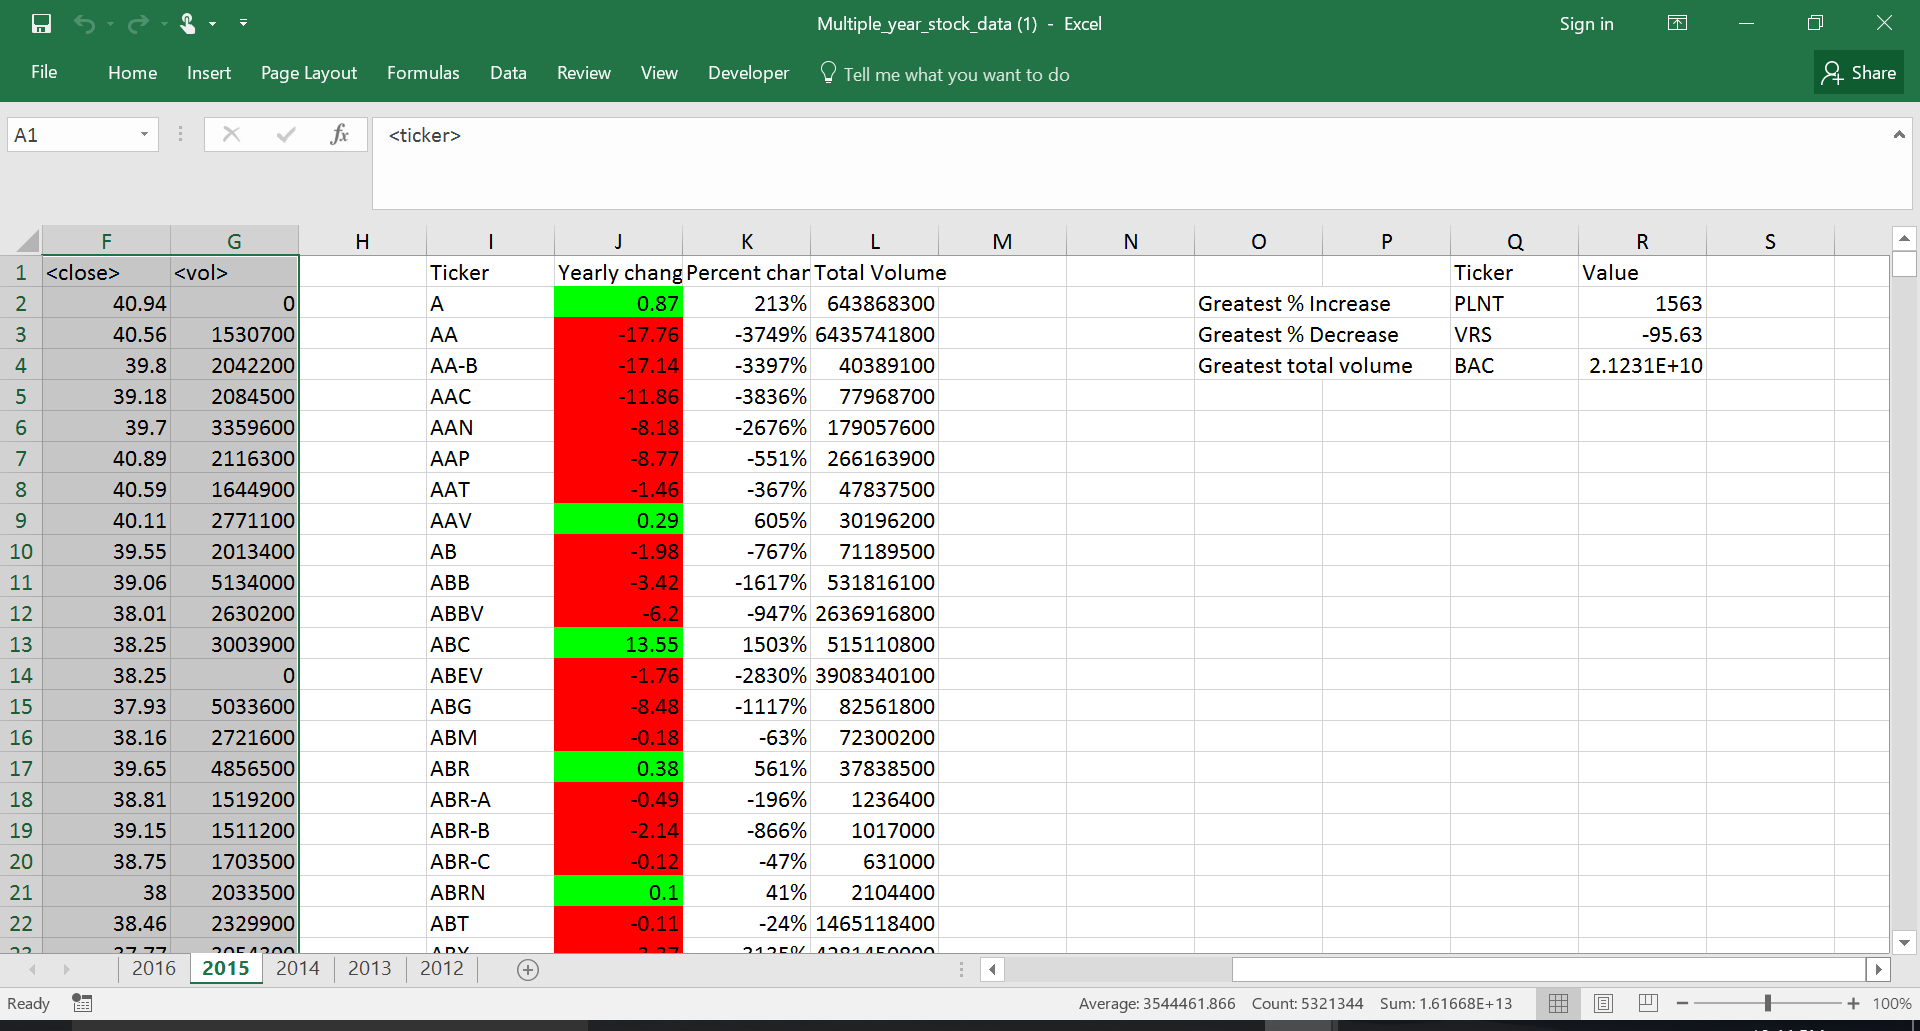 Multiple_year_stock_data (1) - Excel
Sign in
File Home Insert Page Layout Formulas Data Review View Developer Tell me what you want to do Share
A1 fx <ticker>
F G H I J K L M N O P Q R S
1 <close> <vol> Ticker Yearly chang Percent char Total Volume Ticker Value
2 40.94 0 A 0.87 213% 643868300 Greatest % Increase PLNT 1563
3 40.56 1530700 AA -17.76 -3749% 6435741800 Greatest % Decrease VRS -95.63
4 39.8 2042200 AA-B -17.14 -3397% 40389100 Greatest total volume BAC 2.1231E+10
5 39.18 2084500 AAC -11.86 -3836% 77968700
6 39.7 3359600 AAN -8.18 -2676% 179057600
7 40.89 2116300 AAP -8.77 -551% 266163900
8 40.59 1644900 AAT -1.46 -367% 47837500
9 40.11 2771100 AAV 0.29 605% 30196200
10 39.55 2013400 AB -1.98 -767% 71189500
11 39.06 5134000 ABB -3.42 -1617% 531816100
12 38.01 2630200 ABBV -6.2 -947% 2636916800
13 38.25 3003900 ABC 13.55 1503% 515110800
14 38.25 0 ABEV -1.76 -2830% 3908340100
15 37.93 5033600 ABG -8.48 -1117% 82561800
16 38.16 2721600 ABM -0.18 -63% 72300200
17 39.65 4856500 ABR 0.38 561% 37838500
18 38.81 1519200 ABR-A -0.49 -196% 1236400
19 39.15 1511200 ABR-B -2.14 -866% 1017000
20 38.75 1703500 ABR-C -0.12 -47% 631000
21 38 2033500 ABRN 0.1 41% 2104400
22 38.46 2329900 ABT -0.11 -24% 1465118400
2016 2015 2014 2013 2012
Ready Average: 3544461.866 Count: 5321344 Sum: 1.61668E+13 100%